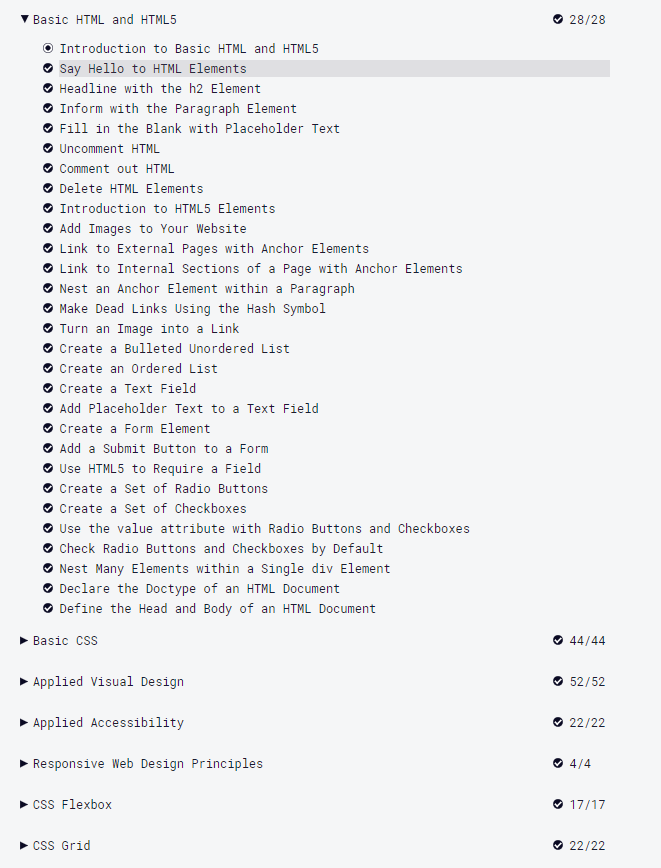 Basic HTML and HTML5 28/28
Introduction to Basic HTML and HTML5
Say Hello to HTML Elements
Headline with the h2 Element
Inform with the Paragraph Element
Fill in the Blank with Placeholder Text
Uncomment HTML
Comment out HTML
Delete HTML Elements
Introduction to HTML5 Elements
Add Images to Your Website
Link to External Pages with Anchor Elements
Link to Internal Sections of a Page with Anchor Elements
Nest an Anchor Element within a Paragraph
Make Dead Links Using the Hash Symbol
Turn an Image into a Link
Create a Bulleted Unordered List
Create an Ordered List
Create a Text Field
Add Placeholder Text to a Text Field
Create a Form Element
Add a Submit Button to a Form
Use HTML5 to Require a Field
Create a Set of Radio Buttons
Create a Set of Checkboxes
Use the value attribute with Radio Buttons and Checkboxes
Check Radio Buttons and Checkboxes by Default
Nest Many Elements within a Single div Element
Declare the Doctype of an HTML Document
Define the Head and Body of an HTML Document
Basic CSS 44/44
Applied Visual Design 52/52
Applied Accessibility 22/22
Responsive Web Design Principles 4/4
CSS Flexbox 17/17
CSS Grid 22/22